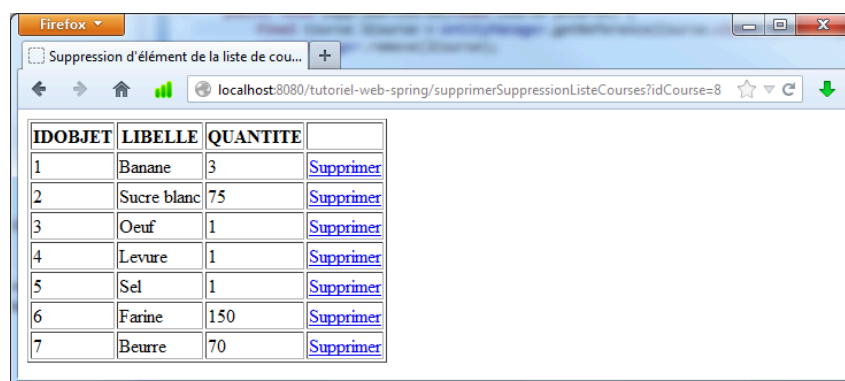 Firefox
Suppression d'élément de la liste de cou...
localhost:8080/tutoriel-web-spring/supprimerSuppressionListeCourses?idCourse=8
IDOBJET LIBELLE QUANTITE
1 Banane 3 Supprimer
2 Sucre blanc 75 Supprimer
3 Oeuf 1 Supprimer
4 Levure 1 Supprimer
5 Sel 1 Supprimer
6 Farine 150 Supprimer
7 Beurre 70 Supprimer